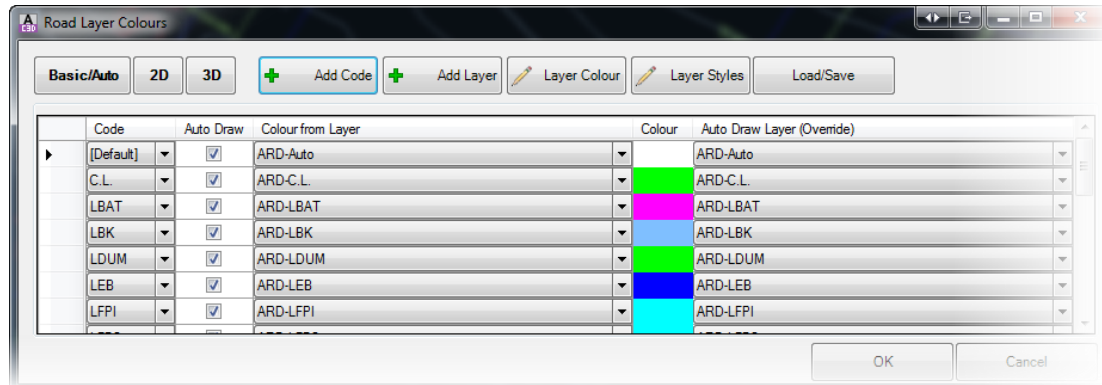 A C3D Road Layer Colours
Basic/Auto 2D 3D Add Code Add Layer Layer Colour Layer Styles Load/Save
Code Auto Draw Colour from Layer Colour Auto Draw Layer (Override)
[Default] ARD-Auto ARD-Auto
C.L. ARD-C.L. ARD-C.L.
LBAT ARD-LBAT ARD-LBAT
LBK ARD-LBK ARD-LBK
LDUM ARD-LDUM ARD-LDUM
LEB ARD-LEB ARD-LEB
LFPI ARD-LFPI ARD-LFPI
OK Cancel